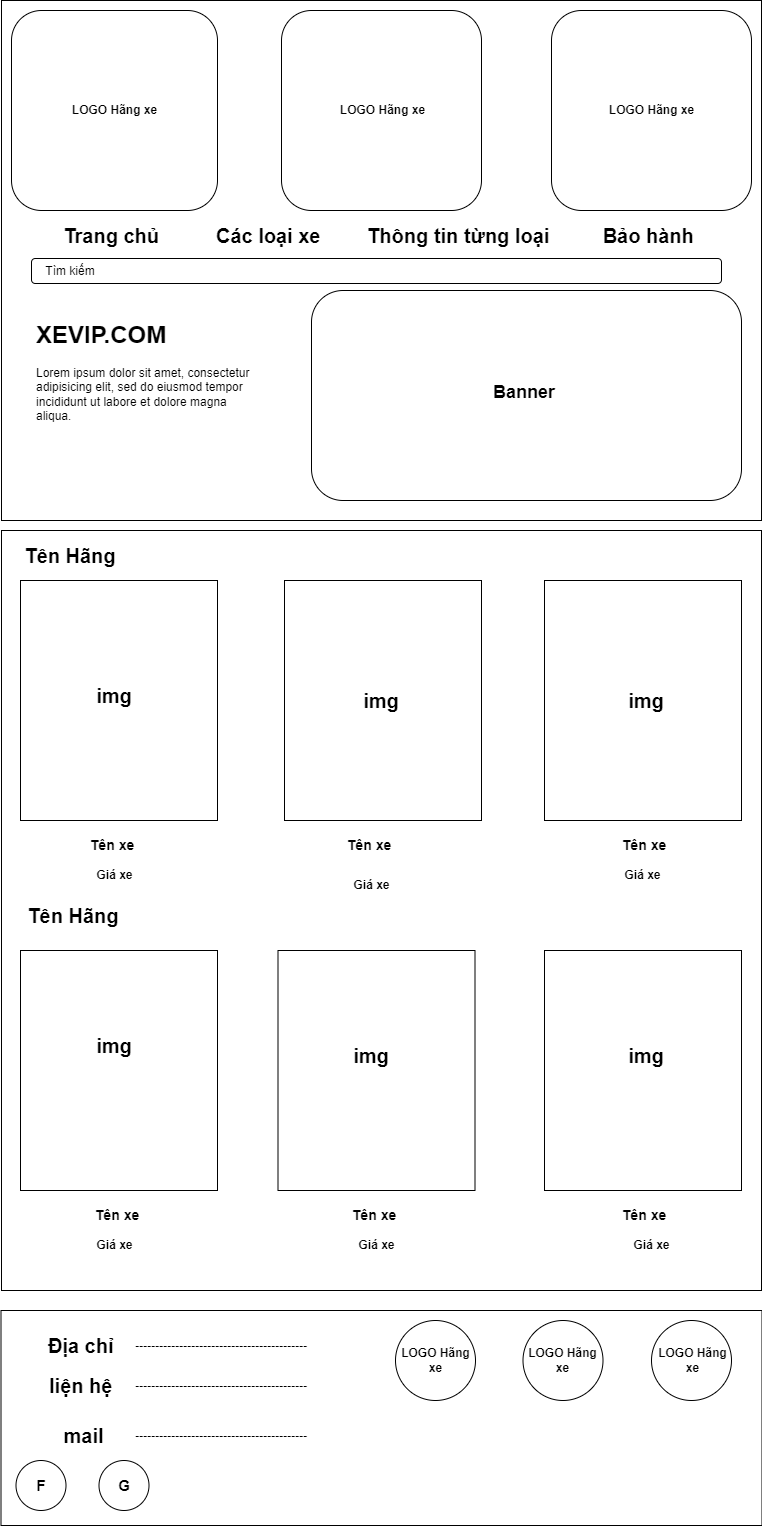 LOGO Hãng xe
LOGO Hãng xe
LOGO Hãng xe
Trang chủ
Các loại xe
Thông tin từng loại
Bảo hành
Tìm kiếm
XEVIP.COM
Lorem ipsum dolor sit amet, consectetur
adipisicing elit, sed do eiusmod tempor
incididunt ut labore et dolore magna
aliqua.
Banner
Tên Hãng
img
img
img
Tên xe
Tên xe
Tên xe
Giá xe
Giá xe
Giá xe
Tên Hãng
img
img
img
Tên xe
Tên xe
Tên xe
Giá xe
Giá xe
Giá xe
Địa chỉ
liện hệ
mail
LOGO Hãng
xe
LOGO Hãng
xe
LOGO Hãng
xe
F
G